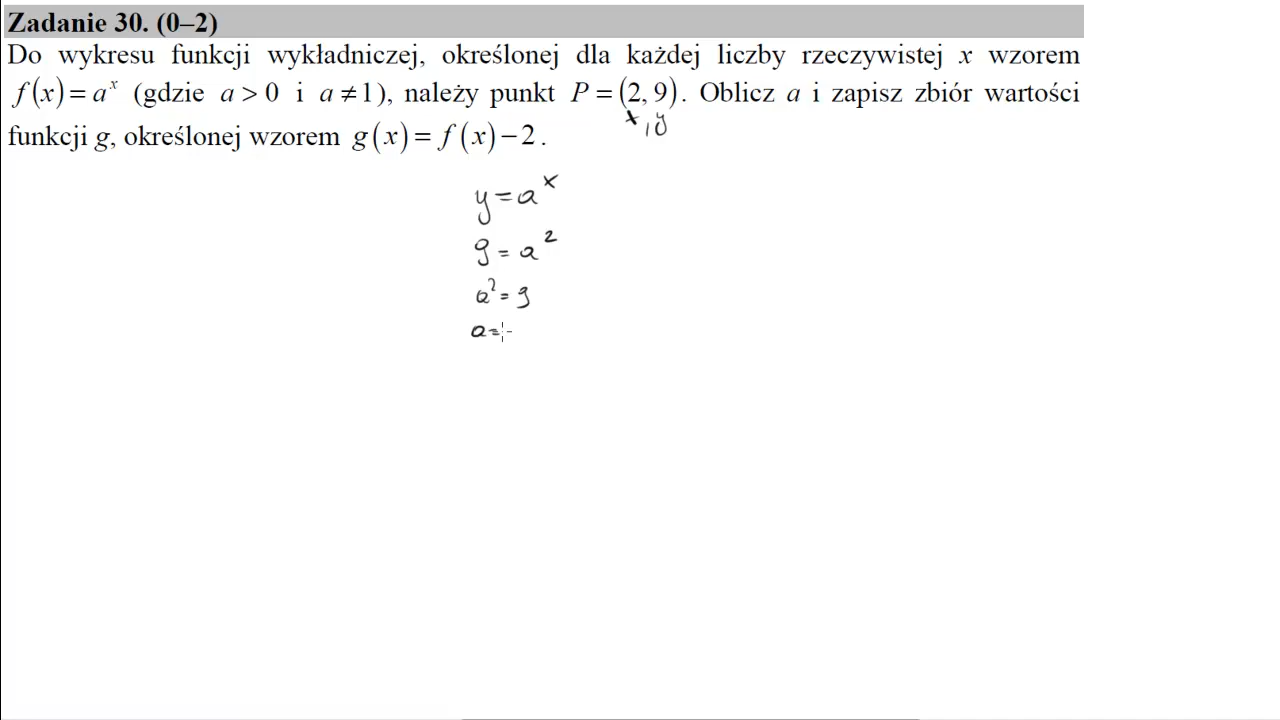 Zadanie 30. (0–2)
Do wykresu funkcji wykładniczej, określonej dla każdej liczby rzeczywistej x wzorem
f(x) = a^x (gdzie a > 0 i a ≠ 1), należy punkt P = (2, 9). Oblicz a i zapisz zbiór wartości
x, y
funkcji g, określonej wzorem g(x) = f(x) − 2.
y = a^x
9 = a^2
a^2 = 9
a =